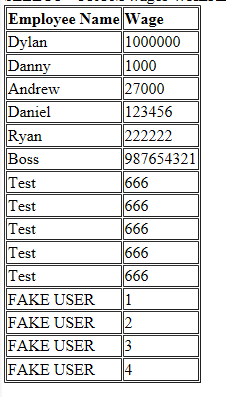 Employee Name Wage
Dylan 1000000
Danny 1000
Andrew 27000
Daniel 123456
Ryan 222222
Boss 987654321
Test 666
Test 666
Test 666
Test 666
Test 666
FAKE USER 1
FAKE USER 2
FAKE USER 3
FAKE USER 4